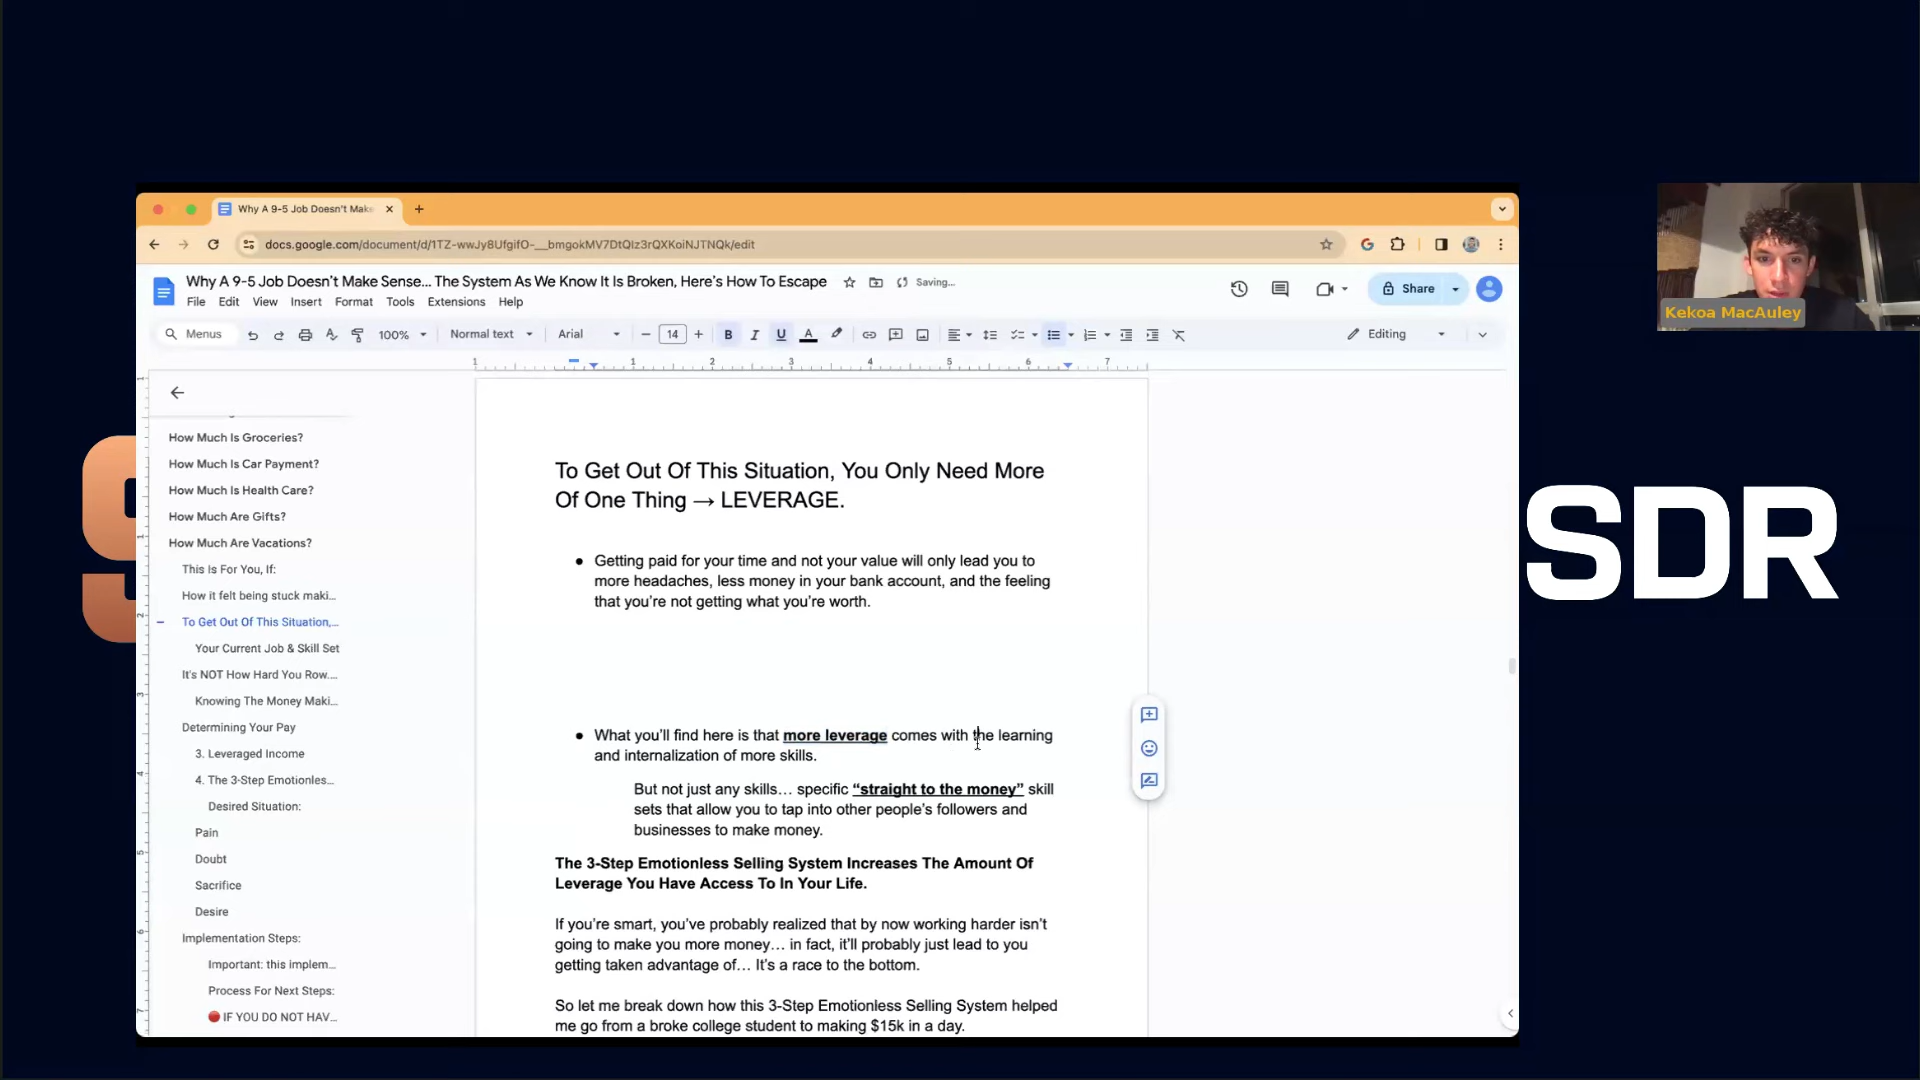 Why A 9-5 Job Doesn't Make
docs.google.com/document/d/1TZ-wwJy8UfgifO-__bmgokMV7DtQIz3rQXKoiNJTNQk/edit
Why A 9-5 Job Doesn't Make Sense... The System As We Know It Is Broken, Here's How To Escape
Saving...
File Edit View Insert Format Tools Extensions Help
Share
Kekoa MacAuley
Menus 100% Normal text Arial 14 B I U A Editing
1 1 2 3 4 5 6 7
How Much Is Groceries?
How Much Is Car Payment?
How Much Is Health Care?
How Much Are Gifts?
How Much Are Vacations?
This Is For You, If:
How it felt being stuck maki...
To Get Out Of This Situation,...
Your Current Job & Skill Set
It's NOT How Hard You Row....
Knowing The Money Maki...
Determining Your Pay
3. Leveraged Income
4. The 3-Step Emotionles...
Desired Situation:
Pain
Doubt
Sacrifice
Desire
Implementation Steps:
Important: this implem...
Process For Next Steps:
IF YOU DO NOT HAV...
To Get Out Of This Situation, You Only Need More
Of One Thing → LEVERAGE.
● Getting paid for your time and not your value will only lead you to
more headaches, less money in your bank account, and the feeling
that you're not getting what you're worth.
● What you'll find here is that more leverage comes with the learning
and internalization of more skills.
But not just any skills... specific “straight to the money” skill
sets that allow you to tap into other people's followers and
businesses to make money.
The 3-Step Emotionless Selling System Increases The Amount Of
Leverage You Have Access To In Your Life.
If you're smart, you've probably realized that by now working harder isn't
going to make you more money... in fact, it'll probably just lead to you
getting taken advantage of... It's a race to the bottom.
So let me break down how this 3-Step Emotionless Selling System helped
me go from a broke college student to making $15k in a day.
SDR